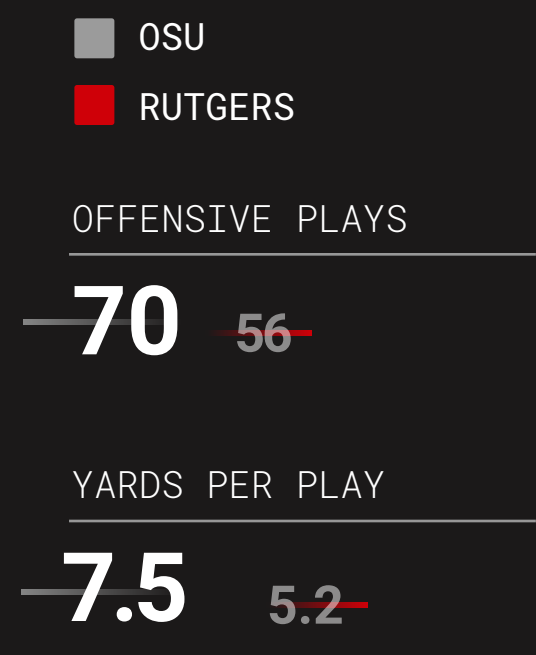 OSU
RUTGERS
OFFENSIVE PLAYS
70 56
YARDS PER PLAY
7.5 5.2